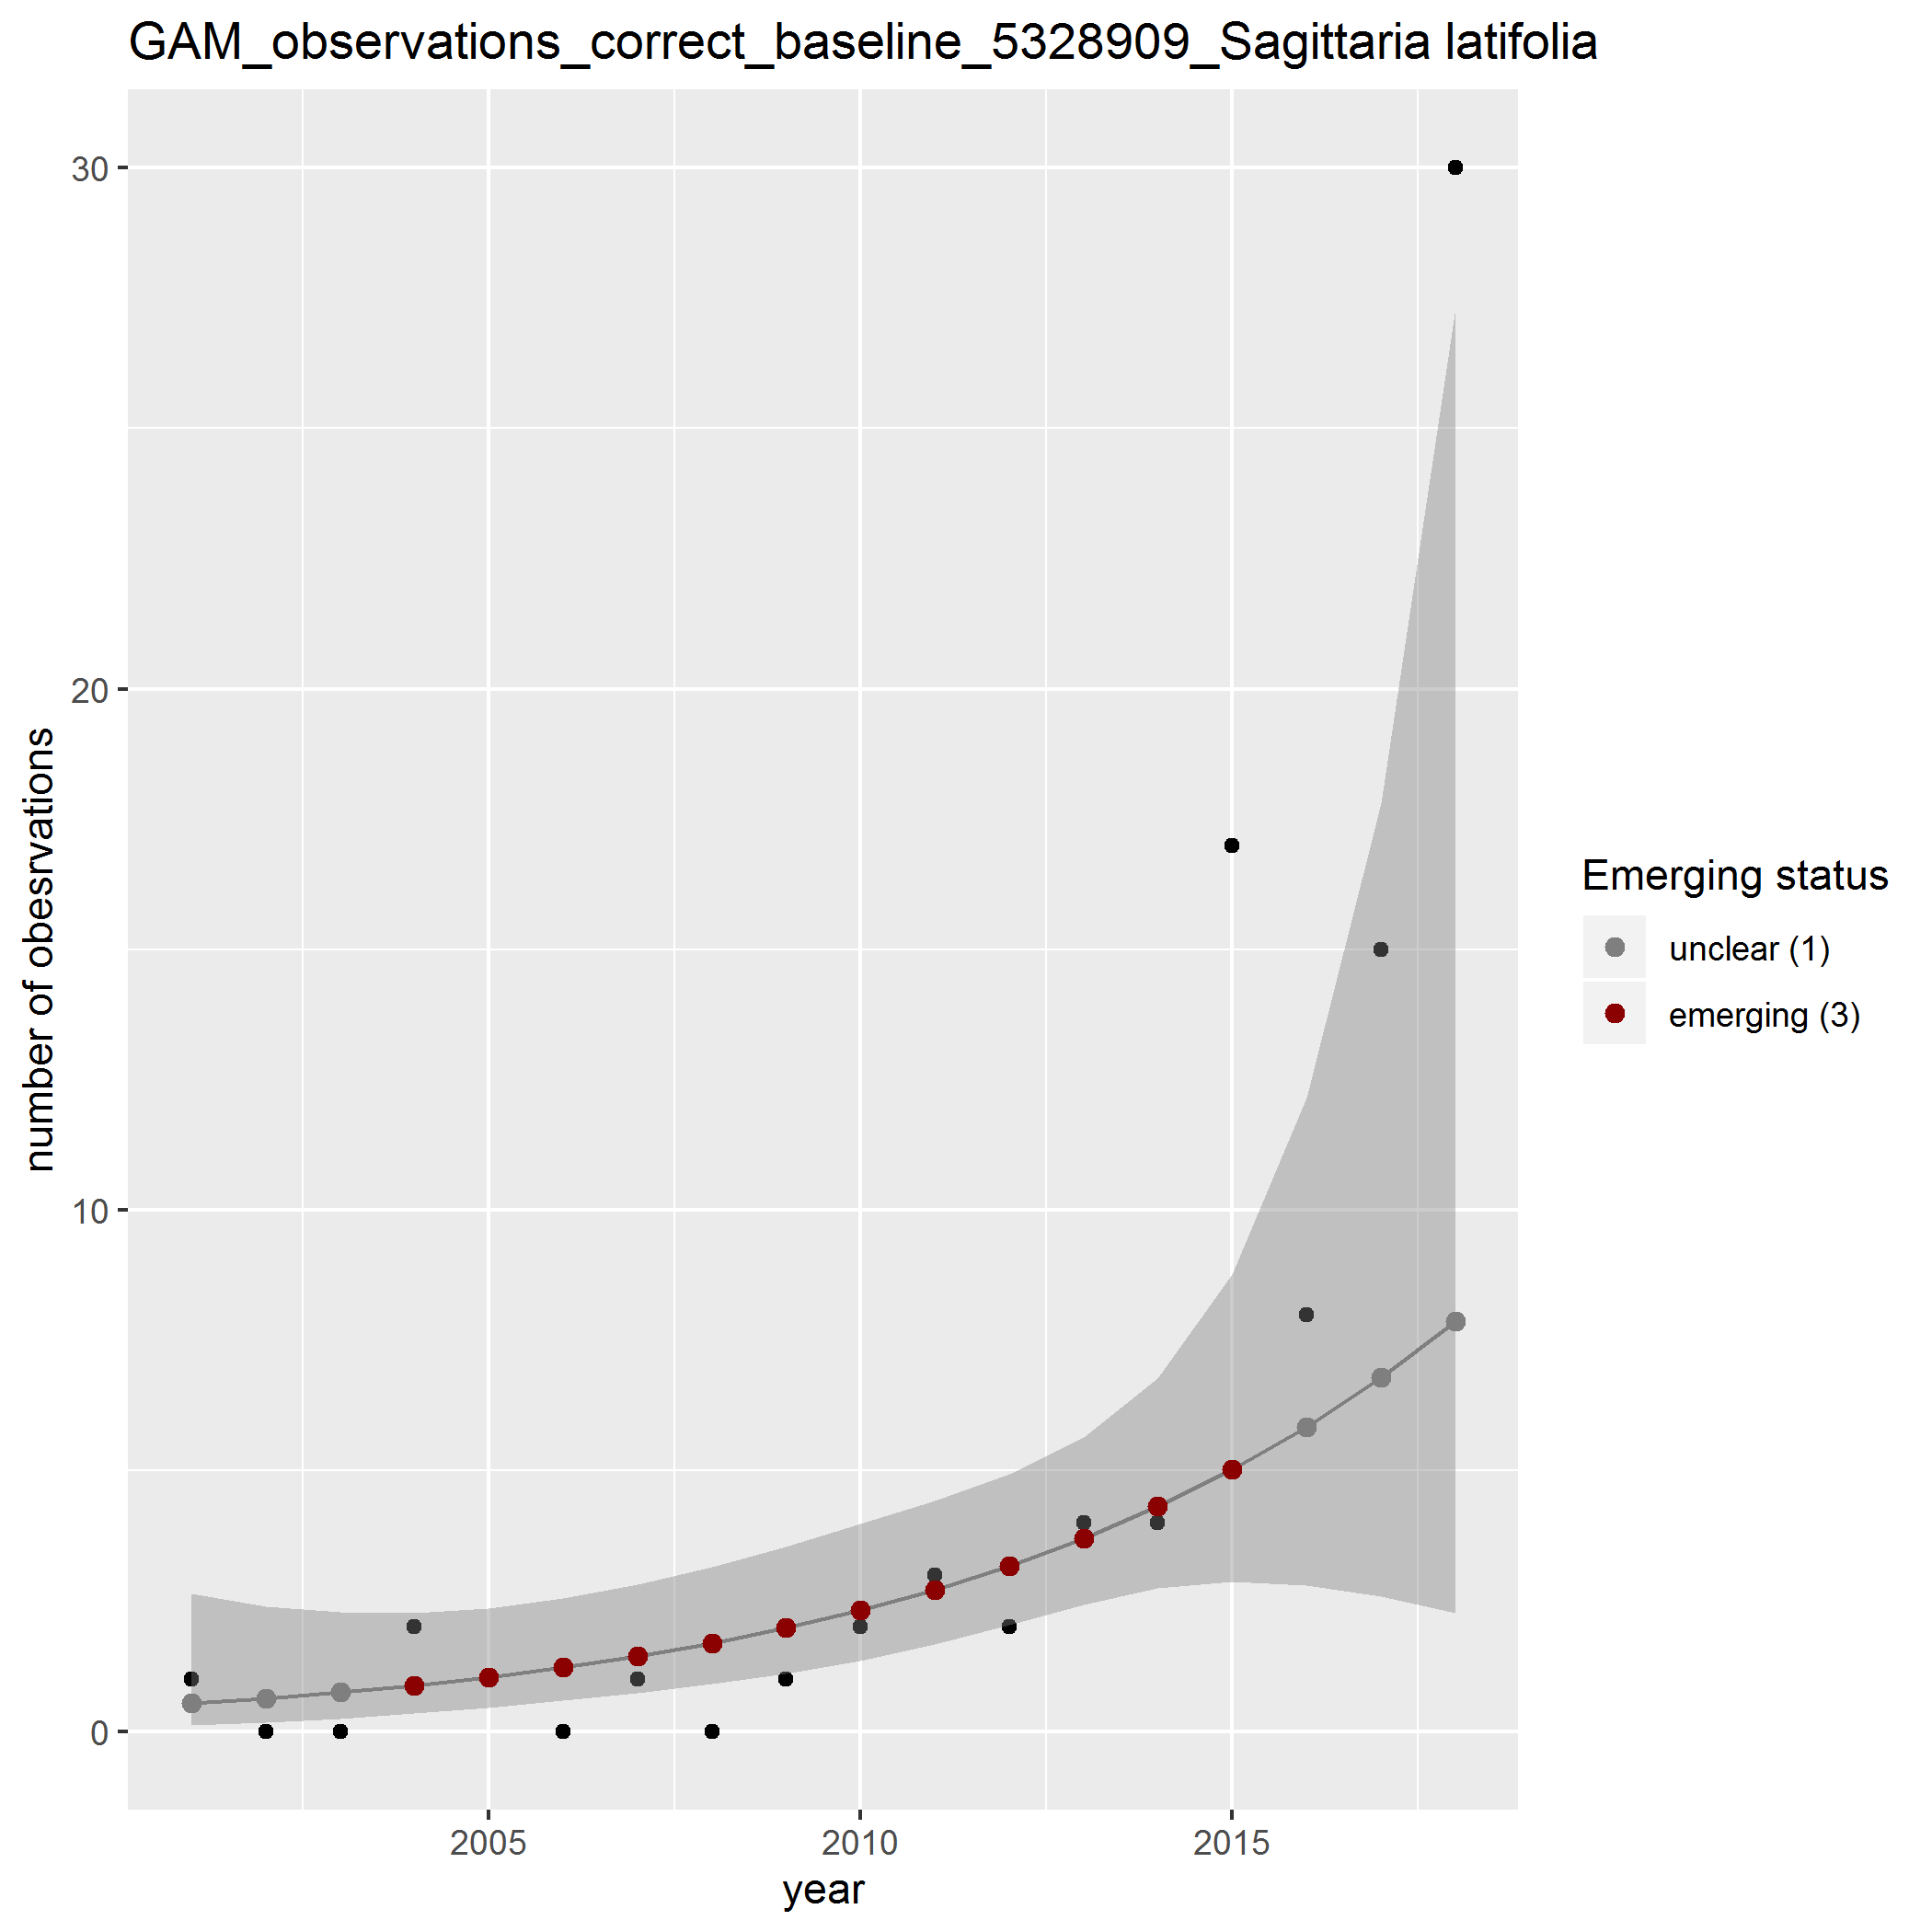 GAM_observations_correct_baseline_5328909_Sagittaria latifolia
30
20
10
0
number of obesrvations
2005
2010
2015
year
Emerging status
unclear (1)
emerging (3)